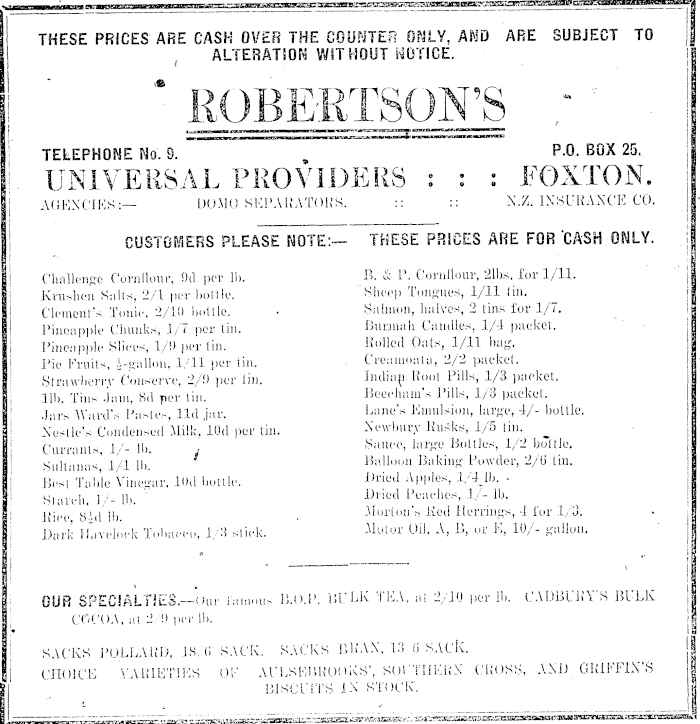 THESE PRICES ARE CASH OVER THE COUNTER ONLY, AND ARE SUBJECT TO
ALTERATION WITHOUT NOTICE.
ROBERTSON'S
TELEPHONE No. 9. P.O. BOX 25.
UNIVERSAL PROVIDERS : : : FOXTON.
AGENCIES:— DOMO SEPARATORS. :: :: N.Z. INSURANCE CO.
CUSTOMERS PLEASE NOTE:— THESE PRICES ARE FOR CASH ONLY.
Challenge Cornflour, 9d per lb.
Krushen Salts, 2/1 per bottle.
Clement's Tonic, 2/10 bottle.
Pineapple Chunks, 1/7 per tin.
Pineapple Slices, 1/9 per tin.
Pie Fruits, ½-gallon, 1/11 per tin.
Strawberry Conserve, 2/9 per tin.
1lb. Tins Jam, 8d per tin.
Jars Ward's Pastes, 11d jar.
Nestle's Condensed Milk, 10d per tin.
Currants, 1/- lb.
Sultanas, 1/1 lb.
Best Table Vinegar, 10d bottle.
Starch, 1/- lb.
Rice, 8½d lb.
Dark Havelock Tobacco, 1/3 stick.
B. & P. Cornflour, 2lbs. for 1/11.
Sheep Tongues, 1/11 tin.
Salmon, halves, 2 tins for 1/7.
Burmah Candles, 1/4 packet.
Rolled Oats, 1/11 bag.
Creamoata, 2/2 packet.
Indian Root Pills, 1/3 packet.
Beecham's Pills, 1/3 packet.
Lane's Emulsion, large, 4/- bottle.
Newbury Rusks, 1/5 tin.
Sauce, large Bottles, 1/2 bottle.
Balloon Baking Powder, 2/6 tin.
Dried Apples, 1/4 lb.
Dried Peaches, 1/- lb.
Morton's Red Herrings, 4 for 1/3.
Motor Oil, A, B, or E, 10/- gallon.
OUR SPECIALTIES.—Our famous B.O.P. BULK TEA, at 2/10 per lb. CADBURY'S BULK
COCOA, at 2/9 per lb.
SACKS POLLARD, 18/6 SACK. SACKS BRAN, 13/6 SACK.
CHOICE VARIETIES OF AULSEBROOKS', SOUTHERN CROSS, AND GRIFFIN'S
BISCUITS IN STOCK.